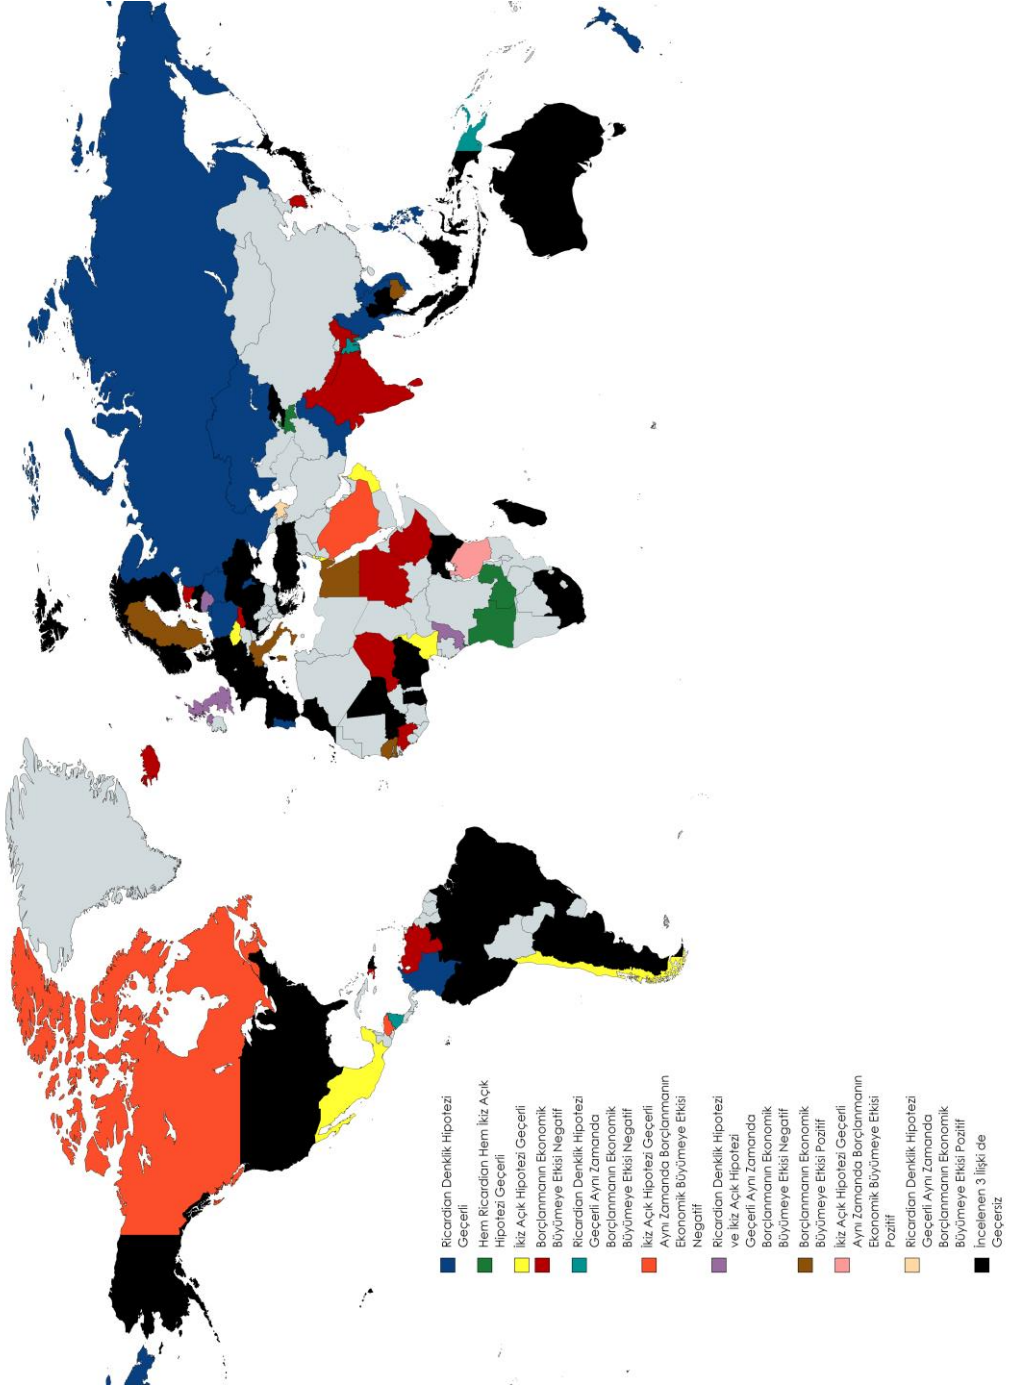 Ricardian Denklik Hipotezi
Geçerli
Hem Ricardian Hem İkiz Açık
Hipotezi Geçerli
İkiz Açık Hipotezi Geçerli
Borçlanmanın Ekonomik
Büyümeye Etkisi Negatif
Ricardian Denklik Hipotezi
Geçerli Aynı Zamanda
Borçlanmanın Ekonomik
Büyümeye Etkisi Negatif
İkiz Açık Hipotezi Geçerli
Aynı Zamanda Borçlanmanın
Ekonomik Büyümeye Etkisi
Negatif
Ricardian Denklik Hipotezi
ve İkiz Açık Hipotezi
Geçerli Aynı Zamanda
Borçlanmanın Ekonomik
Büyümeye Etkisi Negatif
Borçlanmanın Ekonomik
Büyümeye Etkisi Pozitif
İkiz Açık Hipotezi Geçerli
Aynı Zamanda Borçlanmanın
Ekonomik Büyümeye Etkisi
Pozitif
Ricardian Denklik Hipotezi
Geçerli Aynı Zamanda
Borçlanmanın Ekonomik
Büyümeye Etkisi Pozitif
İncelenen 3 İlişki de
Geçersiz